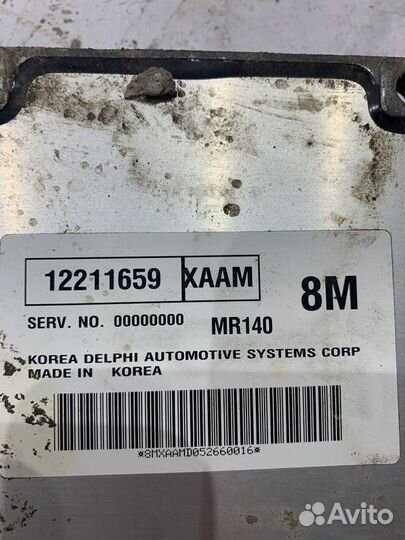 12211659 XAAM 8M
SERV. NO. 00000000 MR140
KOREA DELPHI AUTOMOTIVE SYSTEMS CORP
MADE IN KOREA
*8MXAAMD052660016*
Avito